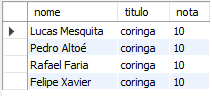 nome titulo nota
Lucas Mesquita coringa 10
Pedro Altoé coringa 10
Rafael Faria coringa 10
Felipe Xavier coringa 10